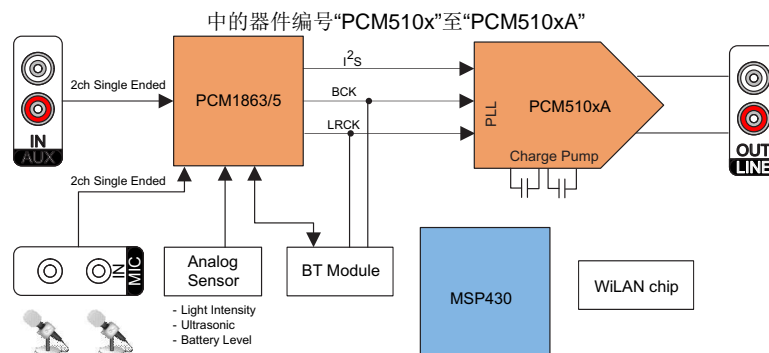 中的器件编号“PCM510x”至“PCM510xA”
I2S
2ch Single Ended
PCM1863/5
BCK
PLL
PCM510xA
LRCK
IN
AUX
Charge Pump
OUT
LINE
2ch Single Ended
IN
MIC
Analog
Sensor
BT Module
MSP430
WiLAN chip
- Light Intensity
- Ultrasonic
- Battery Level